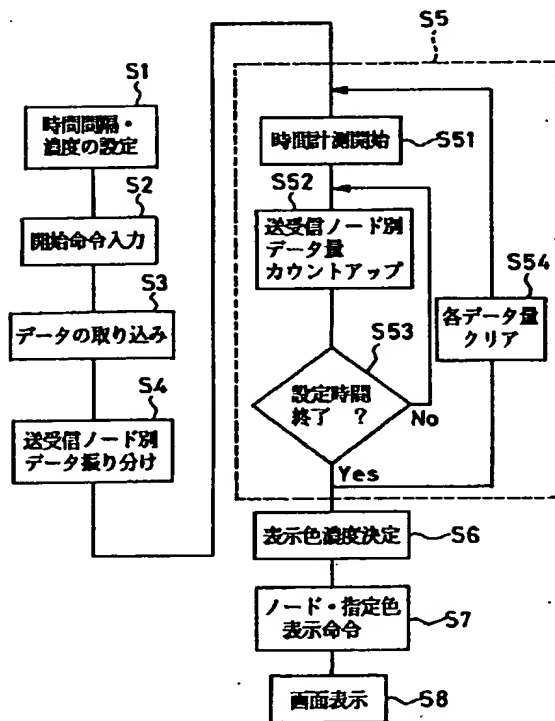 S1
時間間隔・
濃度の設定
S2
開始命令入力
S3
データの取り込み
S4
送受信ノード別
データ振り分け
S5
時間計測開始
S51
S52
送受信ノード別
データ量
カウントアップ
S53
設定時間
終了 ?
No
Yes
S54
各データ量
クリア
表示色濃度決定
S6
ノード・指定色
表示命令
S7
画面表示
S8